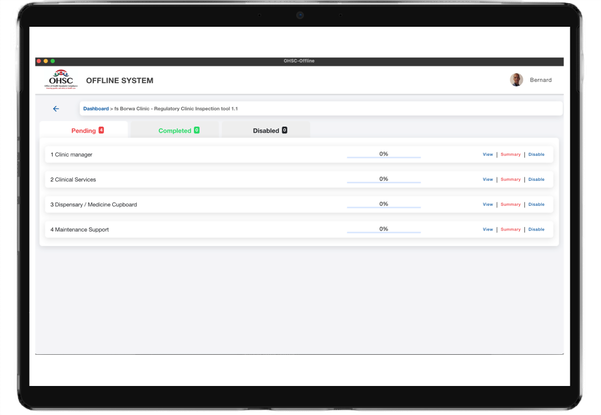 OHSC-Offline
OHSC
OFFLINE SYSTEM
Bernard
Dashboard > fs Borwa Clinic - Regulatory Clinic Inspection tool 1.1
Pending 4
Completed 0
Disabled 0
1 Clinic manager 0% View | Summary | Disable
2 Clinical Services 0% View | Summary | Disable
3 Dispensary / Medicine Cupboard 0% View | Summary | Disable
4 Maintenance Support 0% View | Summary | Disable